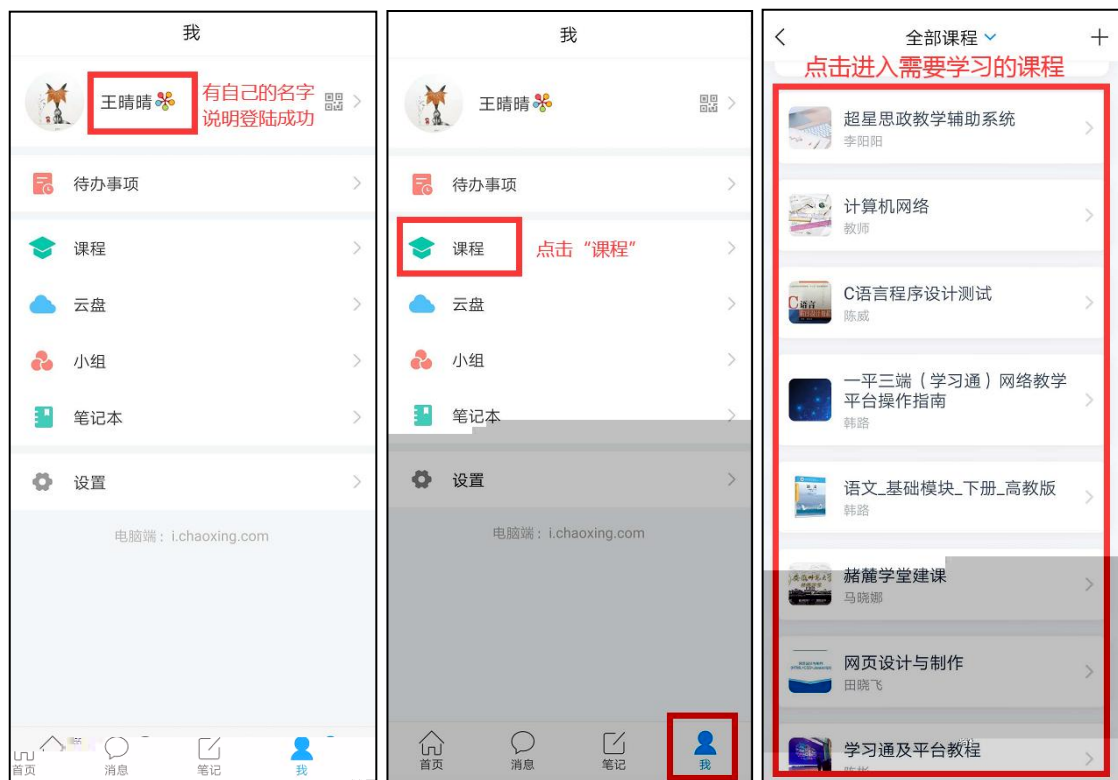 我
王晴晴
有自己的名字
说明登陆成功
待办事项
课程
云盘
小组
笔记本
设置
电脑端：i.chaoxing.com
首页
消息
笔记
我
我
王晴晴
待办事项
课程
点击“课程”
云盘
小组
笔记本
设置
电脑端：i.chaoxing.com
首页
消息
笔记
我
全部课程
点击进入需要学习的课程
超星思政教学辅助系统
李阳阳
计算机网络
教师
C语言程序设计测试
陈威
一平三端（学习通）网络教学
平台操作指南
韩路
语文_基础模块_下册_高教版
韩路
赭麓学堂建课
马晓娜
网页设计与制作
田晓飞
学习通及平台教程